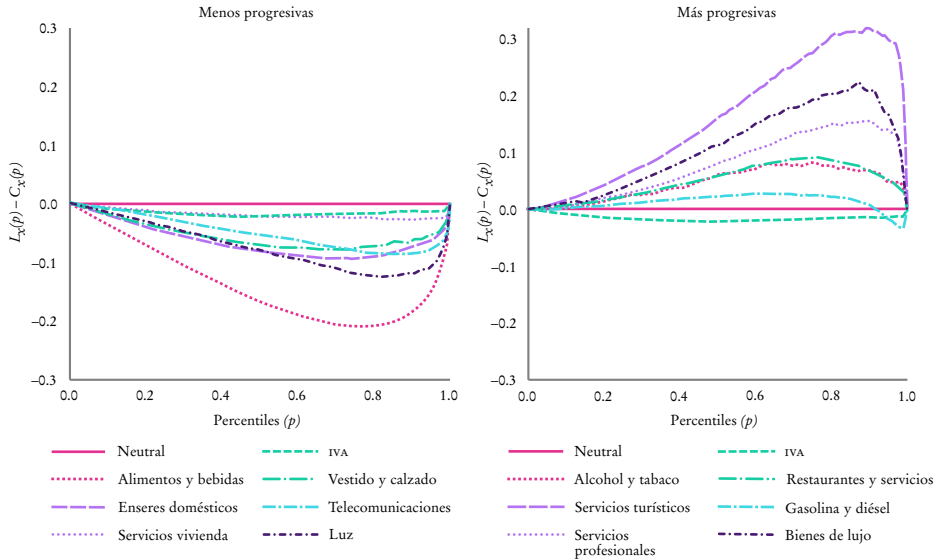 Menos progresivas
0.3
0.2
0.1
0.0
–0.1
–0.2
–0.3
Lx(p) – Cx(p)
0.0 0.2 0.4 0.6 0.8 1.0
Percentiles (p)
Neutral
IVA
Alimentos y bebidas
Vestido y calzado
Enseres domésticos
Telecomunicaciones
Servicios vivienda
Luz
Más progresivas
0.3
0.2
0.1
0.0
–0.1
–0.2
–0.3
Lx(p) – Cx(p)
0.0 0.2 0.4 0.6 0.8 1.0
Percentiles (p)
Neutral
IVA
Alcohol y tabaco
Restaurantes y servicios
Servicios turísticos
Gasolina y diésel
Servicios
profesionales
Bienes de lujo